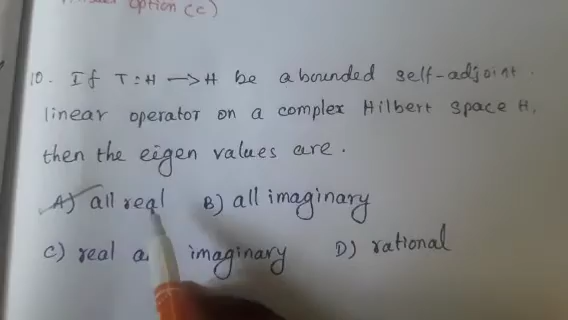 option (c)
10. If T:H → H be a bounded self-adjoint.
linear operator on a complex Hilbert space H,
then the eigen values are.
A) all real B) all imaginary
C) real a imaginary D) rational